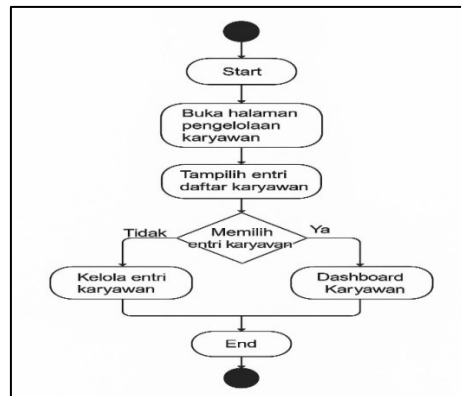 Start
Buka halaman
pengelolaan
karyawan
Tampilih entri
daftar karyawan
Memilih
entri karyavan
Tidak
Ya
Kelola entri
karyawan
Dashboard
Karyawan
End